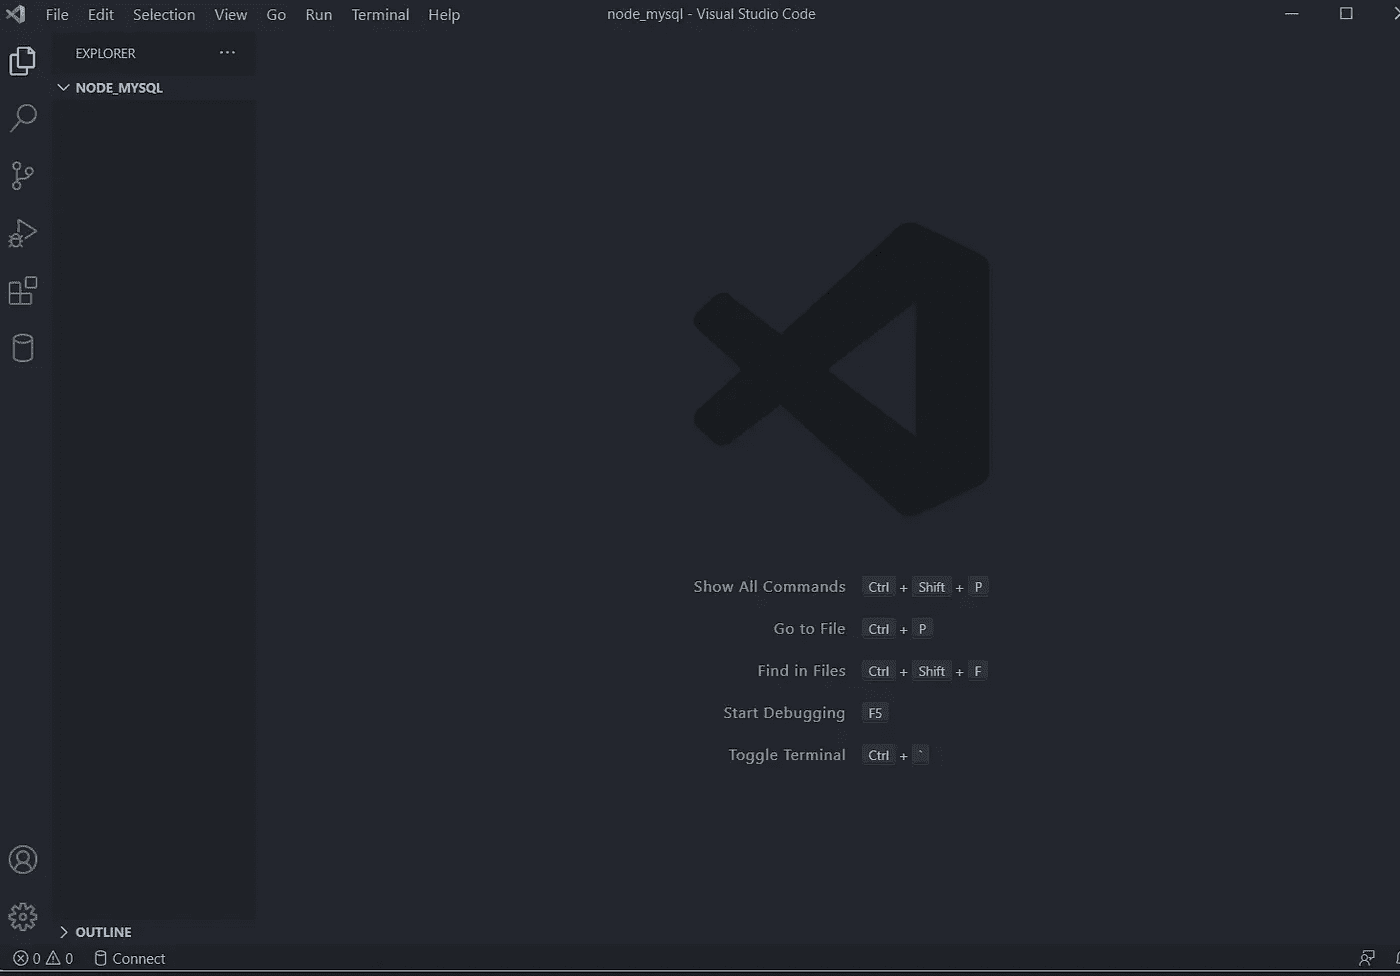 File Edit Selection View Go Run Terminal Help node_mysql - Visual Studio Code
EXPLORER ...
NODE_MYSQL
Show All Commands Ctrl + Shift + P
Go to File Ctrl + P
Find in Files Ctrl + Shift + F
Start Debugging F5
Toggle Terminal Ctrl + `
OUTLINE
0 0 Connect